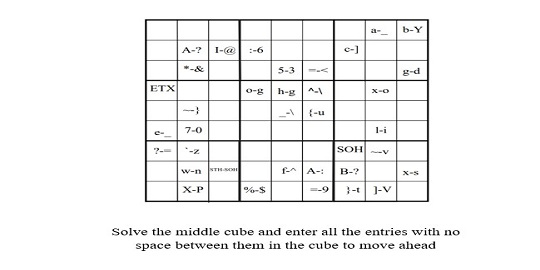 a-_ b-Y
A-? I-@ :-6 c-]
*-& 5-3 =-< g-d
ETX o-g h-g ^-\ x-o
~-} _-\ {-u
e-_ 7-0 l-i
?-= `-z SOH ~-v
w-n STH-SOH f-^ A-: B-? x-s
X-P %-$ =-9 }-t ]-V
Solve the middle cube and enter all the entries with no
space between them in the cube to move ahead